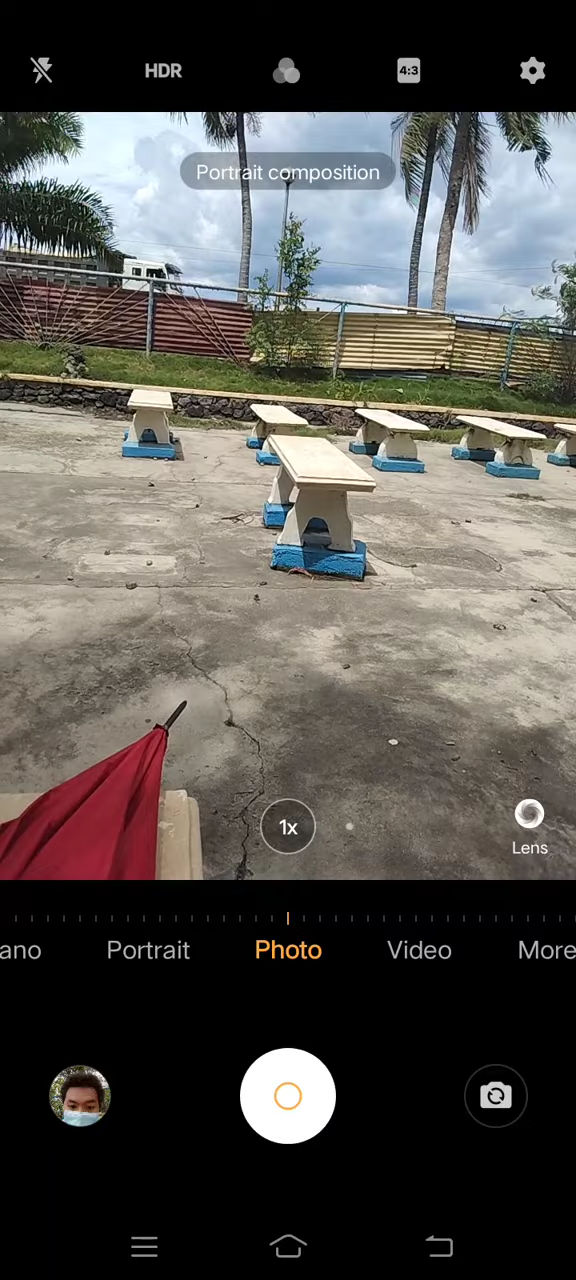 HDR
4:3
Portrait composition
1x
Lens
ano
Portrait
Photo
Video
More